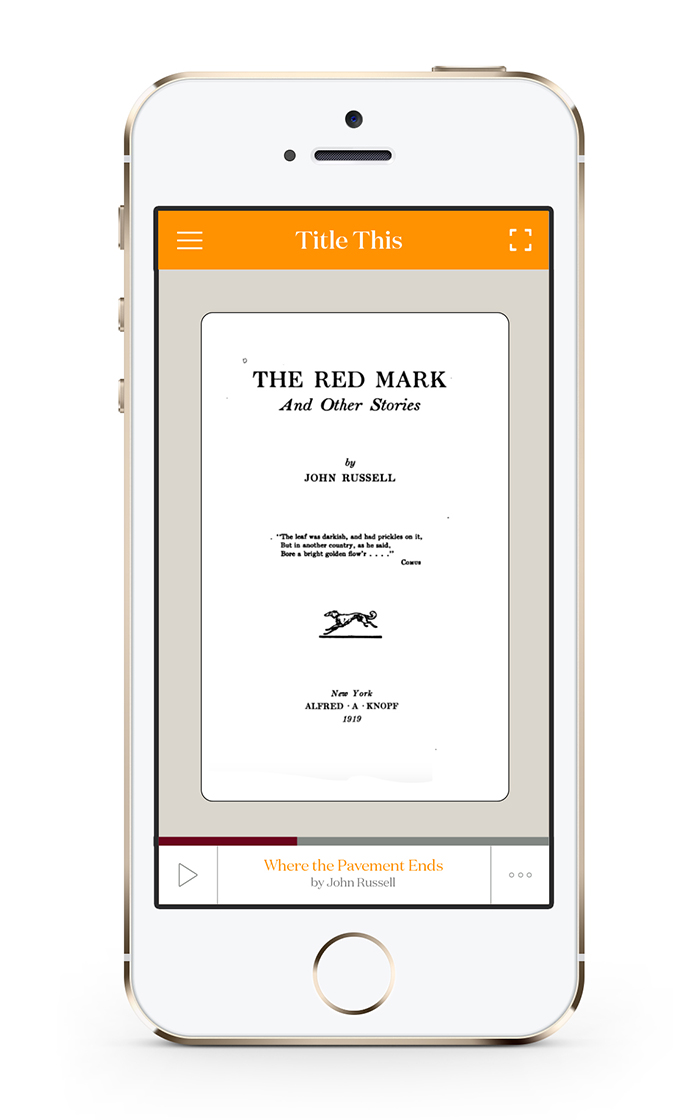 Title This
THE RED MARK
And Other Stories
by
JOHN RUSSELL
"The leaf was darkish, and had prickles on it,
But in another country, as he said,
Bore a bright golden flow'r . . . ."
Comus
New York
ALFRED · A · KNOPF
1919
Where the Pavement Ends
by John Russell